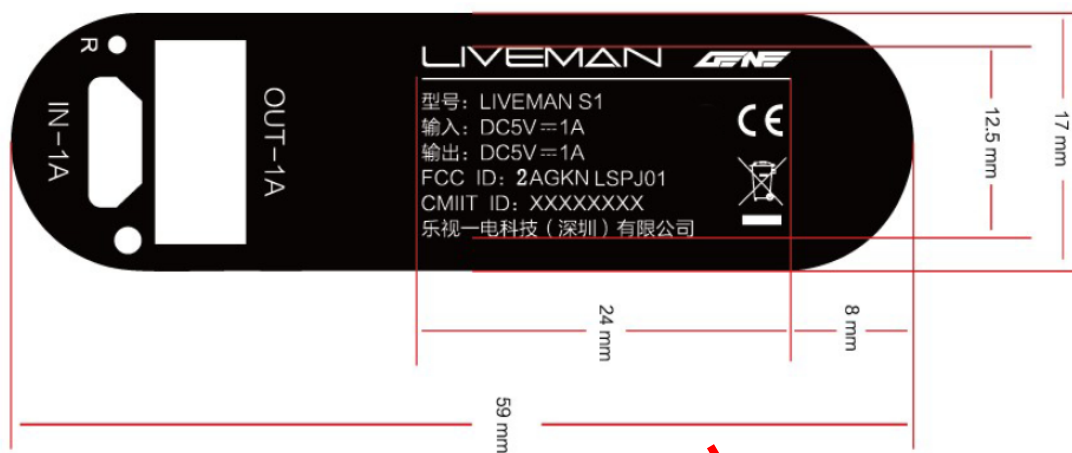 R
IN-1A
OUT-1A
LIVEMAN GENE
型号: LIVEMAN S1
输入: DC5V⎓1A
输出: DC5V⎓1A
FCC ID: 2AGKN LSPJ01
CMIIT ID: XXXXXXXX
乐视一电科技（深圳）有限公司
CE
12.5 mm
17 mm
24 mm
8 mm
59 mm